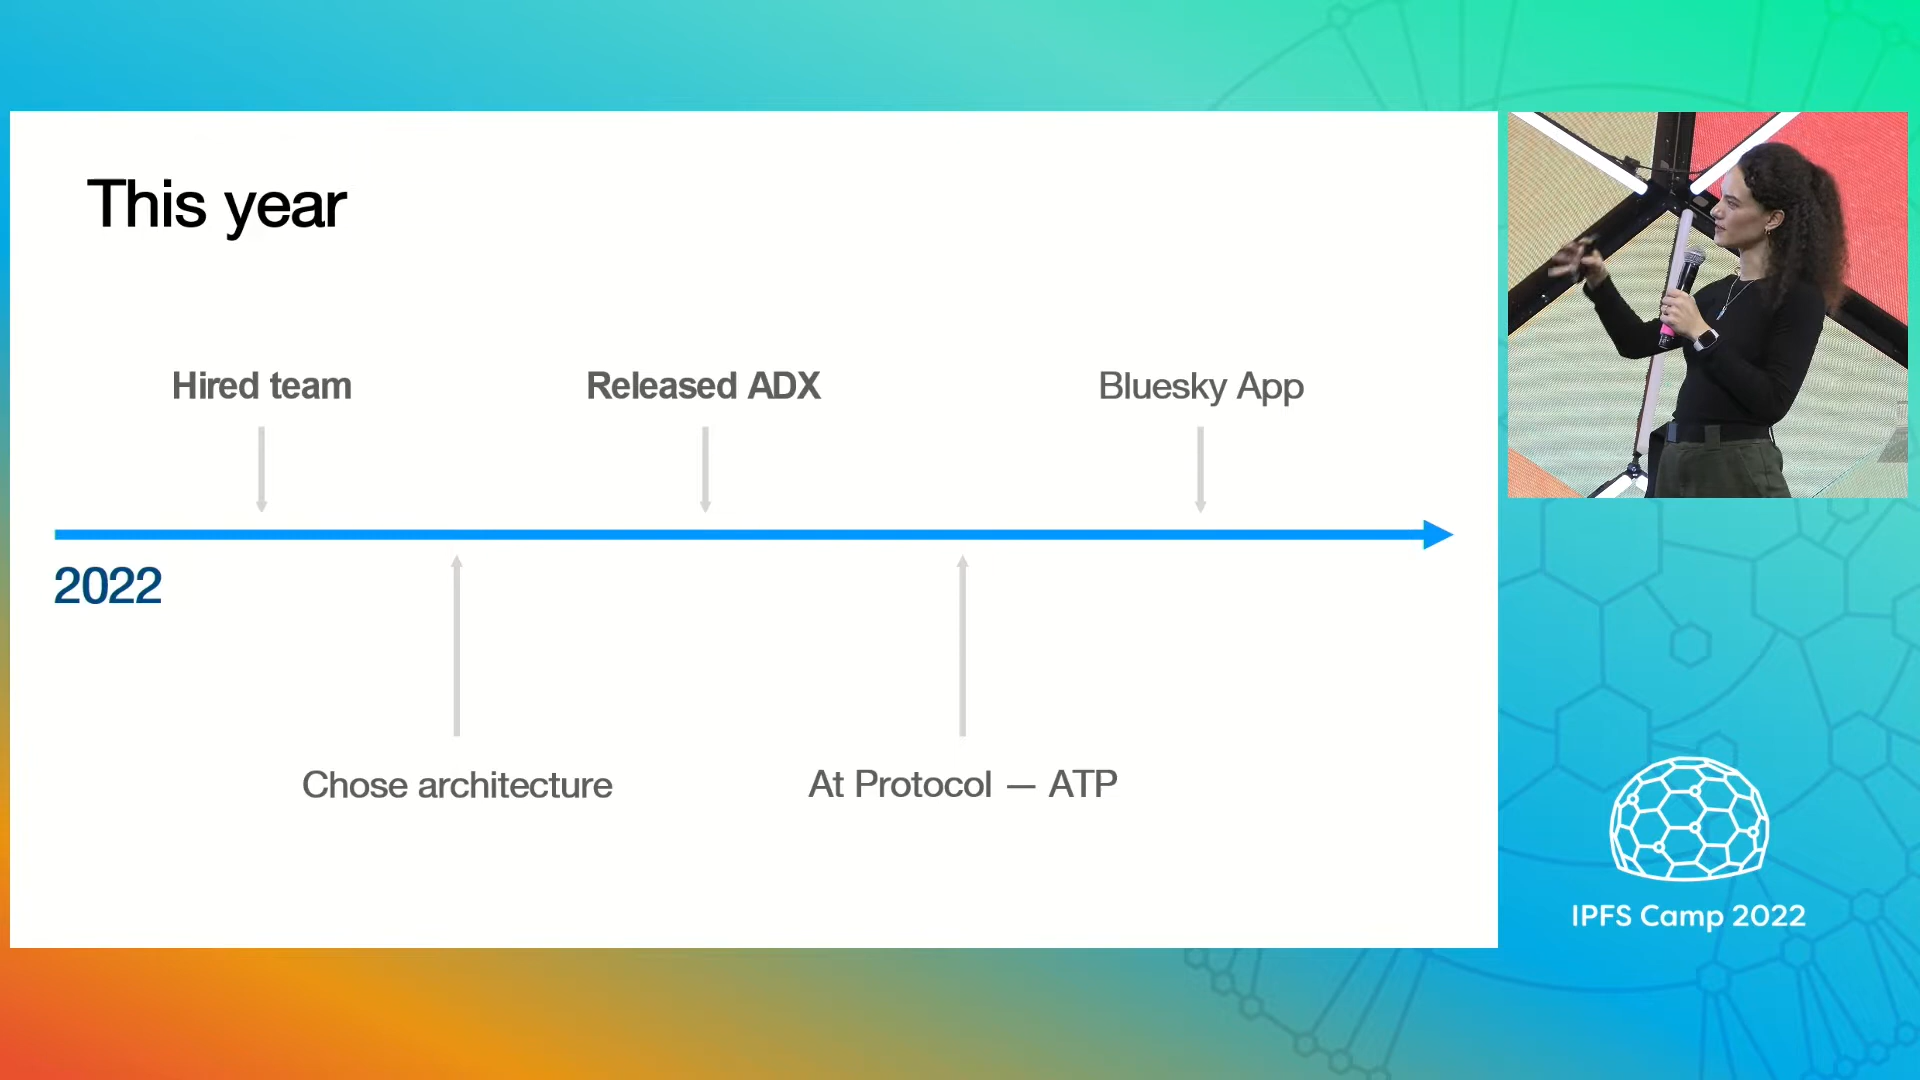 This year
Hired team
Released ADX
Bluesky App
2022
Chose architecture
At Protocol — ATP
IPFS Camp 2022